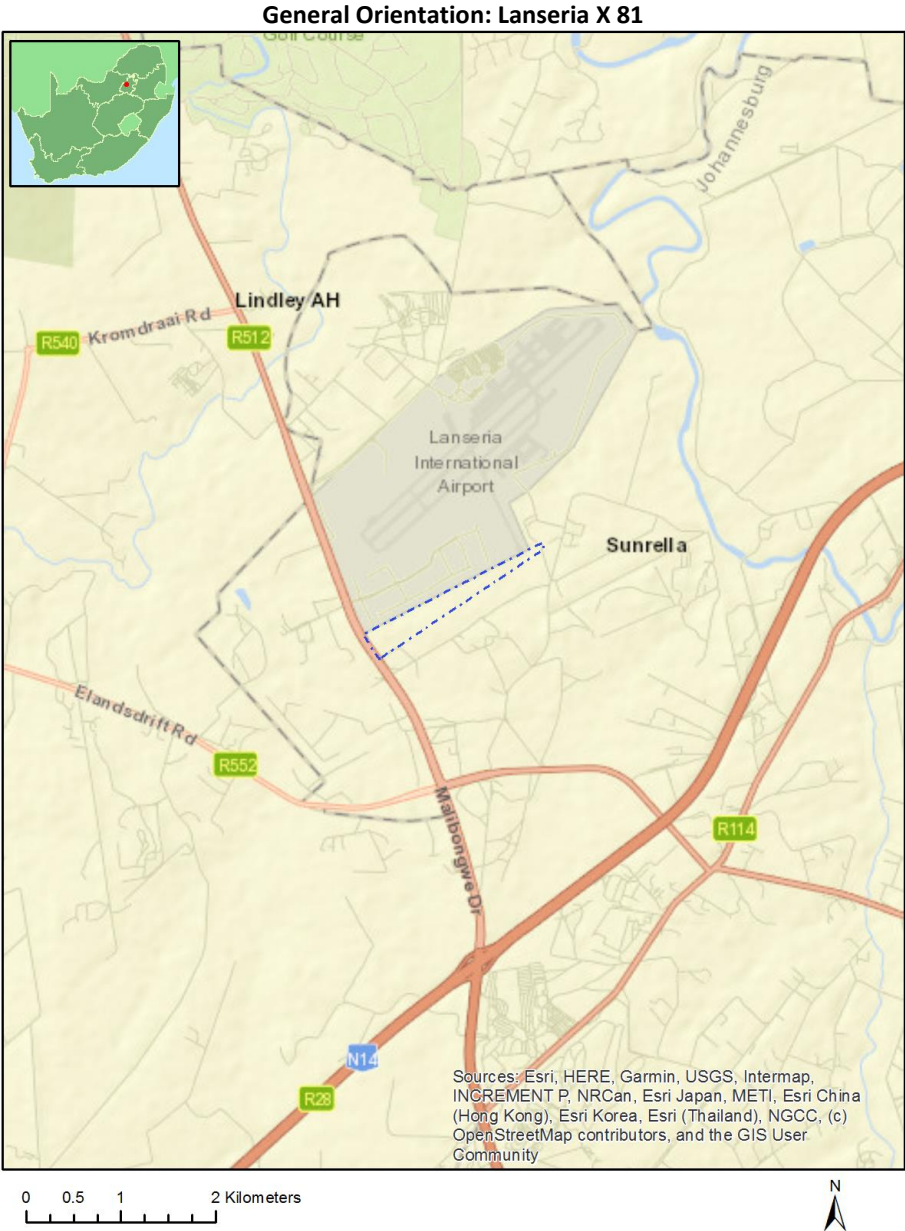 General Orientation: Lanseria X 81
Golf Course
Johannesburg
Lindley AH
R540
Kromdraai Rd
R512
Lanseria
International
Airport
Sunrella
Elandsdrift Rd
R552
Malibongwe Dr
R114
N14
R28
Sources: Esri, HERE, Garmin, USGS, Intermap,
INCREMENT P, NRCan, Esri Japan, METI, Esri China
(Hong Kong), Esri Korea, Esri (Thailand), NGCC, (c)
OpenStreetMap contributors, and the GIS User
Community
0 0.5 1 2 Kilometers
N